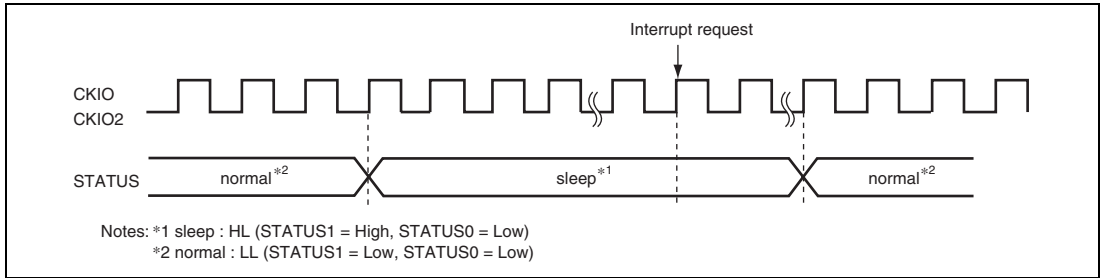 Interrupt request
CKIO
CKIO2
STATUS normal*2 sleep*1 normal*2
Notes: *1 sleep : HL (STATUS1 = High, STATUS0 = Low)
*2 normal : LL (STATUS1 = Low, STATUS0 = Low)